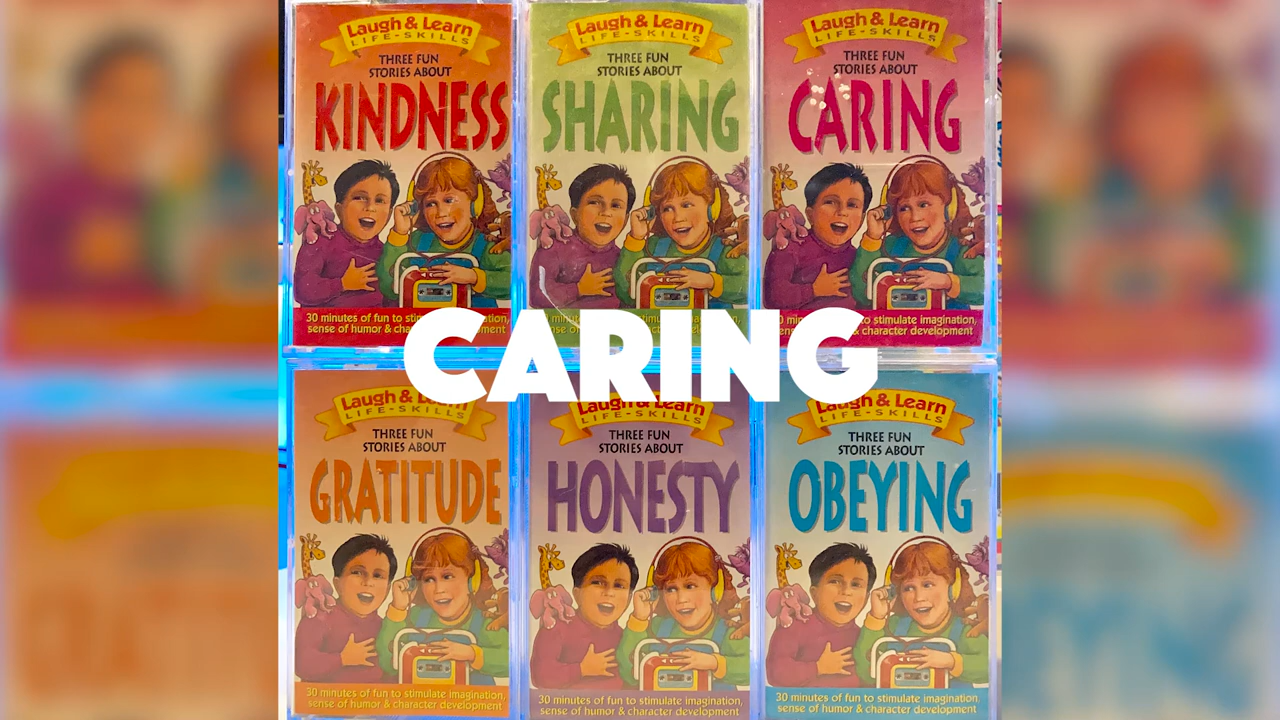 Laugh & Learn
LIFE-SKILLS
THREE FUN
STORIES ABOUT
KINDNESS
30 minutes of fun to
sense of humor &
Laugh & Learn
LIFE-SKILLS
THREE FUN
STORIES ABOUT
SHARING
Laugh & Learn
LIFE-SKILLS
THREE FUN
STORIES ABOUT
CARING
to stimulate imagination,
& character development
CARING
Laugh & Learn
LIFE-SKILLS
THREE FUN
STORIES ABOUT
GRATITUDE
30 minutes of fun to stimulate imagination,
sense of humor & character development
Laugh & Learn
LIFE-SKILLS
THREE FUN
STORIES ABOUT
HONESTY
30 minutes of fun to stimulate imagination,
sense of humor & character development
Laugh & Learn
LIFE-SKILLS
THREE FUN
STORIES ABOUT
OBEYING
30 minutes of fun to stimulate imagination,
sense of humor & character development